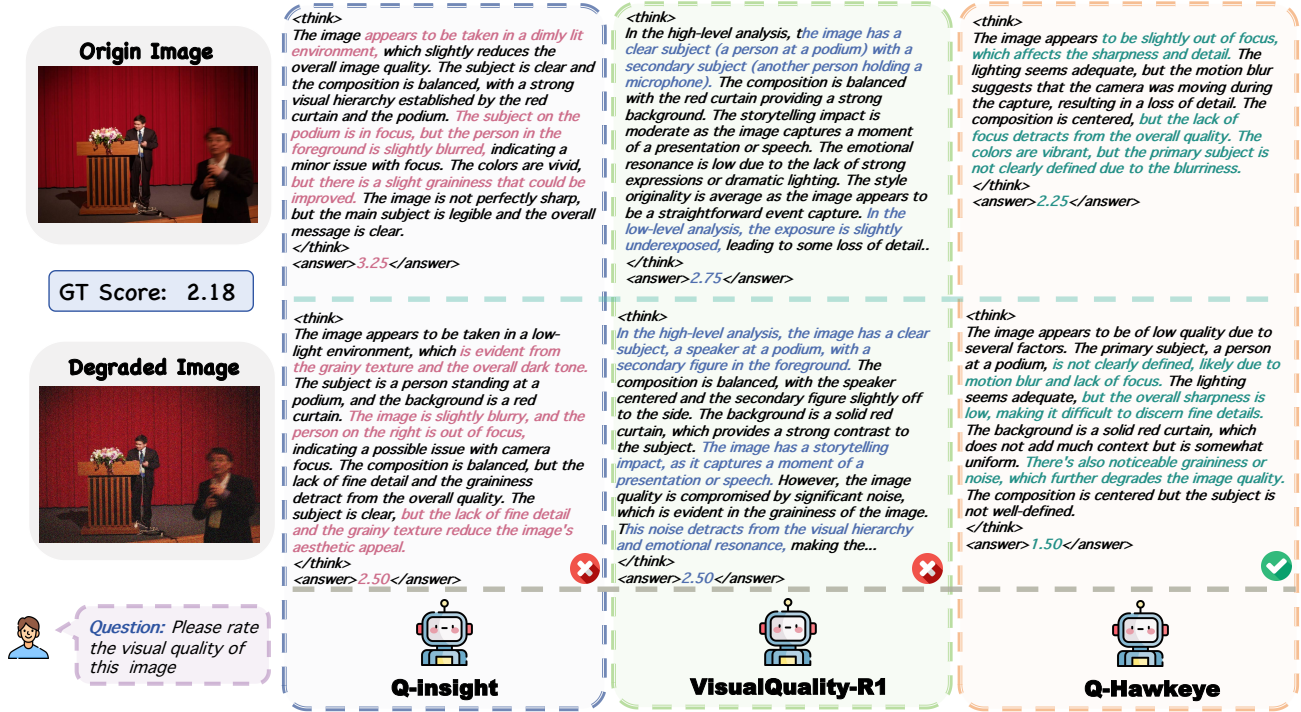 Origin Image
GT Score: 2.18
Degraded Image
Question: Please rate
the visual quality of
this image
<think>
The image appears to be taken in a dimly lit
environment, which slightly reduces the
overall image quality. The subject is clear and
the composition is balanced, with a strong
visual hierarchy established by the red
curtain and the podium. The subject on the
podium is in focus, but the person in the
foreground is slightly blurred, indicating a
minor issue with focus. The colors are vivid,
but there is a slight graininess that could be
improved. The image is not perfectly sharp,
but the main subject is legible and the overall
message is clear.
</think>
<answer>3.25</answer>
<think>
The image appears to be taken in a low-
light environment, which is evident from
the grainy texture and the overall dark tone.
The subject is a person standing at a
podium, and the background is a red
curtain. The image is slightly blurry, and the
person on the right is out of focus,
indicating a possible issue with camera
focus. The composition is balanced, but the
lack of fine detail and the graininess
detract from the overall quality. The
subject is clear, but the lack of fine detail
and the grainy texture reduce the image's
aesthetic appeal.
</think>
<answer>2.50</answer>
Q-insight
<think>
In the high-level analysis, the image has a
clear subject (a person at a podium) with a
secondary subject (another person holding a
microphone). The composition is balanced
with the red curtain providing a strong
background. The storytelling impact is
moderate as the image captures a moment
of a presentation or speech. The emotional
resonance is low due to the lack of strong
expressions or dramatic lighting. The style
originality is average as the image appears to
be a straightforward event capture. In the
low-level analysis, the exposure is slightly
underexposed, leading to some loss of detail..
</think>
<answer>2.75</answer>
<think>
In the high-level analysis, the image has a clear
subject, a speaker at a podium, with a
secondary figure in the foreground. The
composition is balanced, with the speaker
centered and the secondary figure slightly off
to the side. The background is a solid red
curtain, which provides a strong contrast to
the subject. The image has a storytelling
impact, as it captures a moment of a
presentation or speech. However, the image
quality is compromised by significant noise,
which is evident in the graininess of the image.
This noise detracts from the visual hierarchy
and emotional resonance, making the...
</think>
<answer>2.50</answer>
VisualQuality-R1
<think>
The image appears to be slightly out of focus,
which affects the sharpness and detail. The
lighting seems adequate, but the motion blur
suggests that the camera was moving during
the capture, resulting in a loss of detail. The
composition is centered, but the lack of
focus detracts from the overall quality. The
colors are vibrant, but the primary subject is
not clearly defined due to the blurriness.
</think>
<answer>2.25</answer>
<think>
The image appears to be of low quality due to
several factors. The primary subject, a person
at a podium, is not clearly defined, likely due to
motion blur and lack of focus. The lighting
seems adequate, but the overall sharpness is
low, making it difficult to discern fine details.
The background is a solid red curtain, which
does not add much context but is somewhat
uniform. There's also noticeable graininess or
noise, which further degrades the image quality.
The composition is centered but the subject is
not well-defined.
</think>
<answer>1.50</answer>
Q-Hawkeye